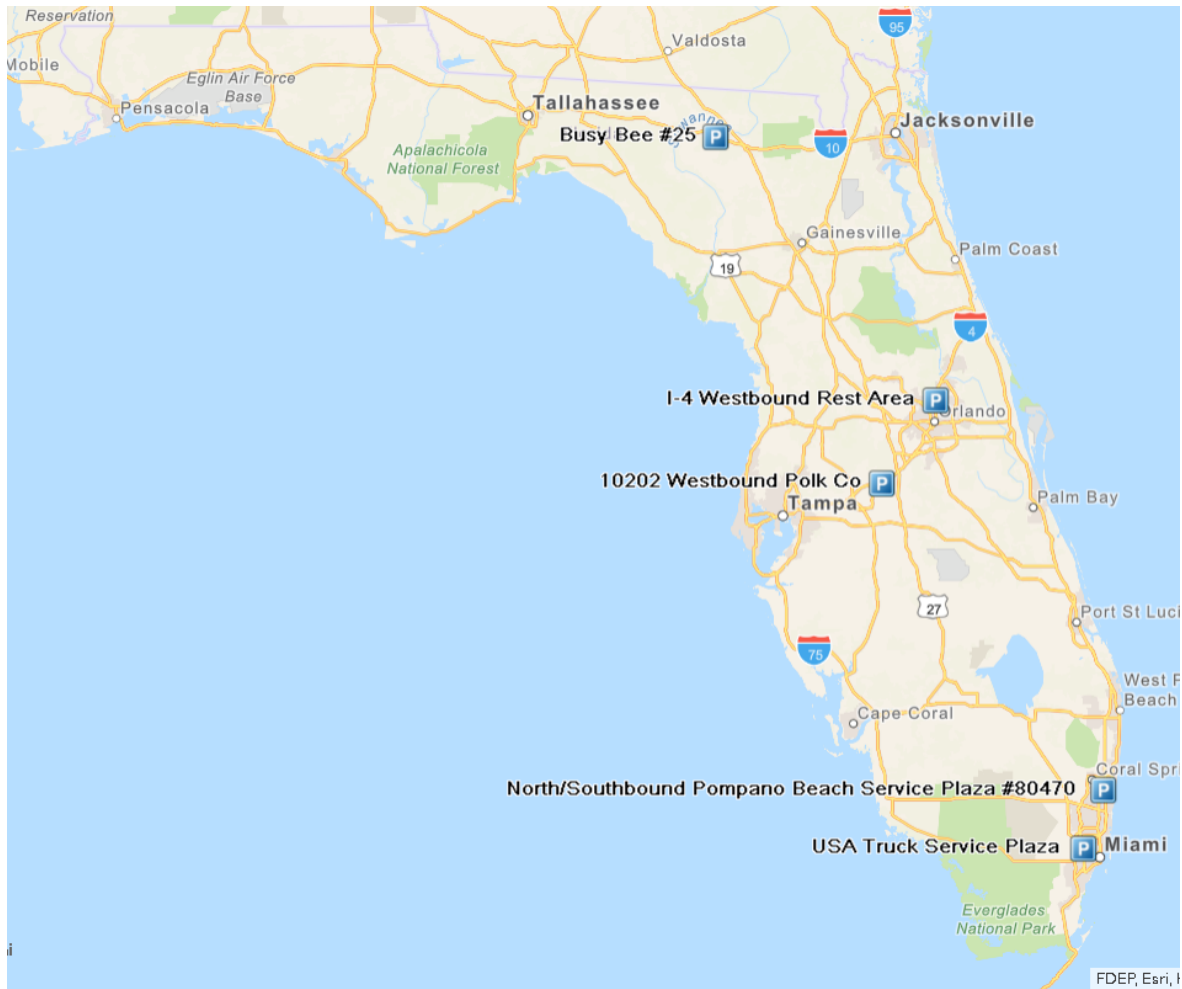 Reservation
95
Valdosta
Mobile
Eglin Air Force
Base
Pensacola
Tallahassee
Busy Bee #25
P
10
Jacksonville
Apalachicola
National Forest
Gainesville
Palm Coast
19
4
I-4 Westbound Rest Area
P
Orlando
10202 Westbound Polk Co
P
Tampa
Palm Bay
27
Port St Luci
75
West P
Beach
Cape Coral
Coral Spri
North/Southbound Pompano Beach Service Plaza #80470
P
USA Truck Service Plaza
P
Miami
Everglades
National Park
FDEP, Esri, H